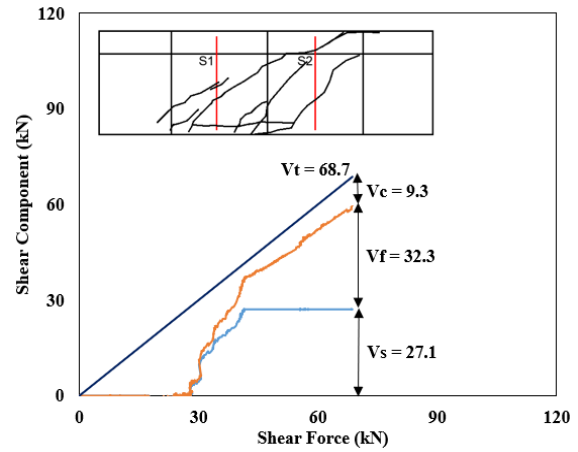 120
90
60
30
0
Shear Component (kN)
S1
S2
Vt = 68.7
Vc = 9.3
Vf = 32.3
Vs = 27.1
0
30
60
90
120
Shear Force (kN)